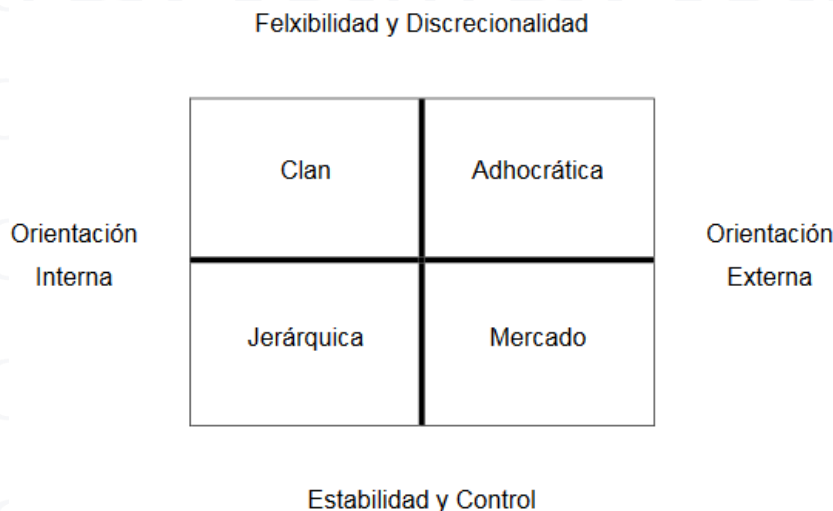 Felxibilidad y Discrecionalidad
Clan
Adhocrática
Orientación
Interna
Orientación
Externa
Jerárquica
Mercado
Estabilidad y Control